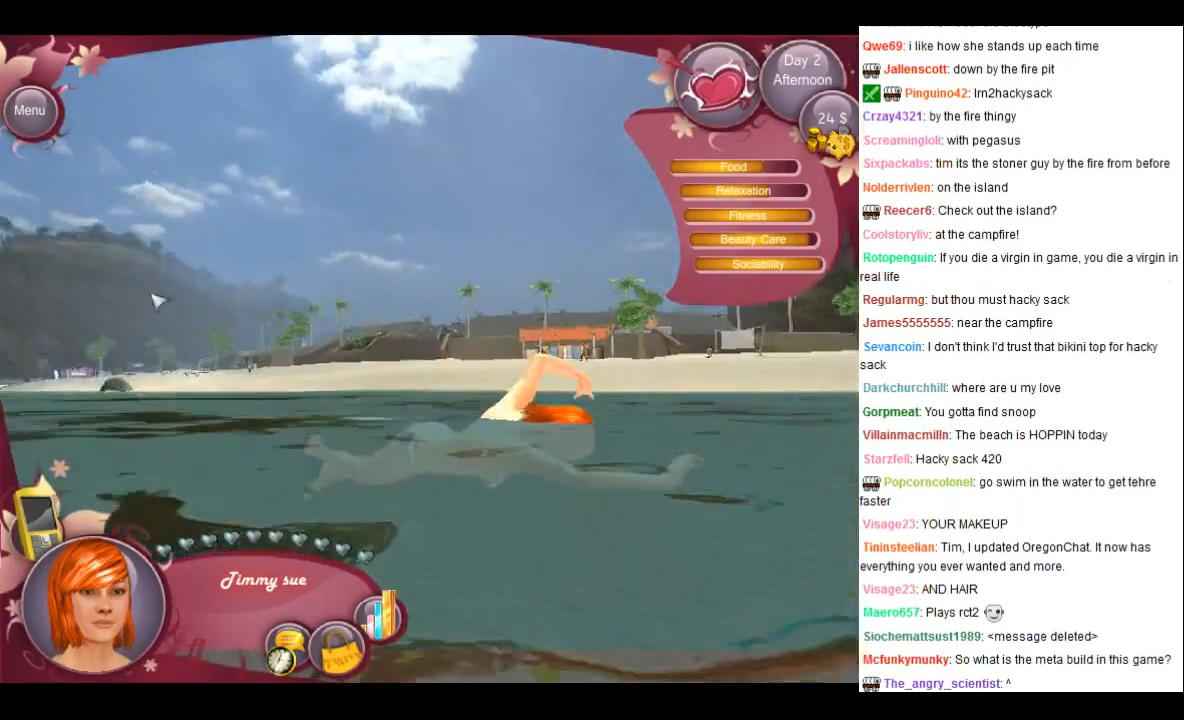 Menu
Day 2
Afternoon
24 $
Food
Relaxation
Fitness
Beauty Care
Sociability
Jimmy sue
Qwe69: i like how she stands up each time
Jallenscott: down by the fire pit
Pinguino42: lrn2hackysack
Crzay4321: by the fire thingy
Screamingloli: with pegasus
Sixpackabs: tim its the stoner guy by the fire from before
Nolderrivlen: on the island
Reecer6: Check out the island?
Coolstoryliv: at the campfire!
Rotopenguin: If you die a virgin in game, you die a virgin in
real life
Regularmg: but thou must hacky sack
James5555555: near the campfire
Sevancoin: I don't think I'd trust that bikini top for hacky
sack
Darkchurchhill: where are u my love
Gorpmeat: You gotta find snoop
Villainmacmilln: The beach is HOPPIN today
Starzfell: Hacky sack 420
Popcorncolonel: go swim in the water to get tehre
faster
Visage23: YOUR MAKEUP
Tininsteelian: Tim, I updated OregonChat. It now has
everything you ever wanted and more.
Visage23: AND HAIR
Maero657: Plays rct2
Siochemattsust1989: <message deleted>
Mcfunkymunky: So what is the meta build in this game?
The_angry_scientist: ^